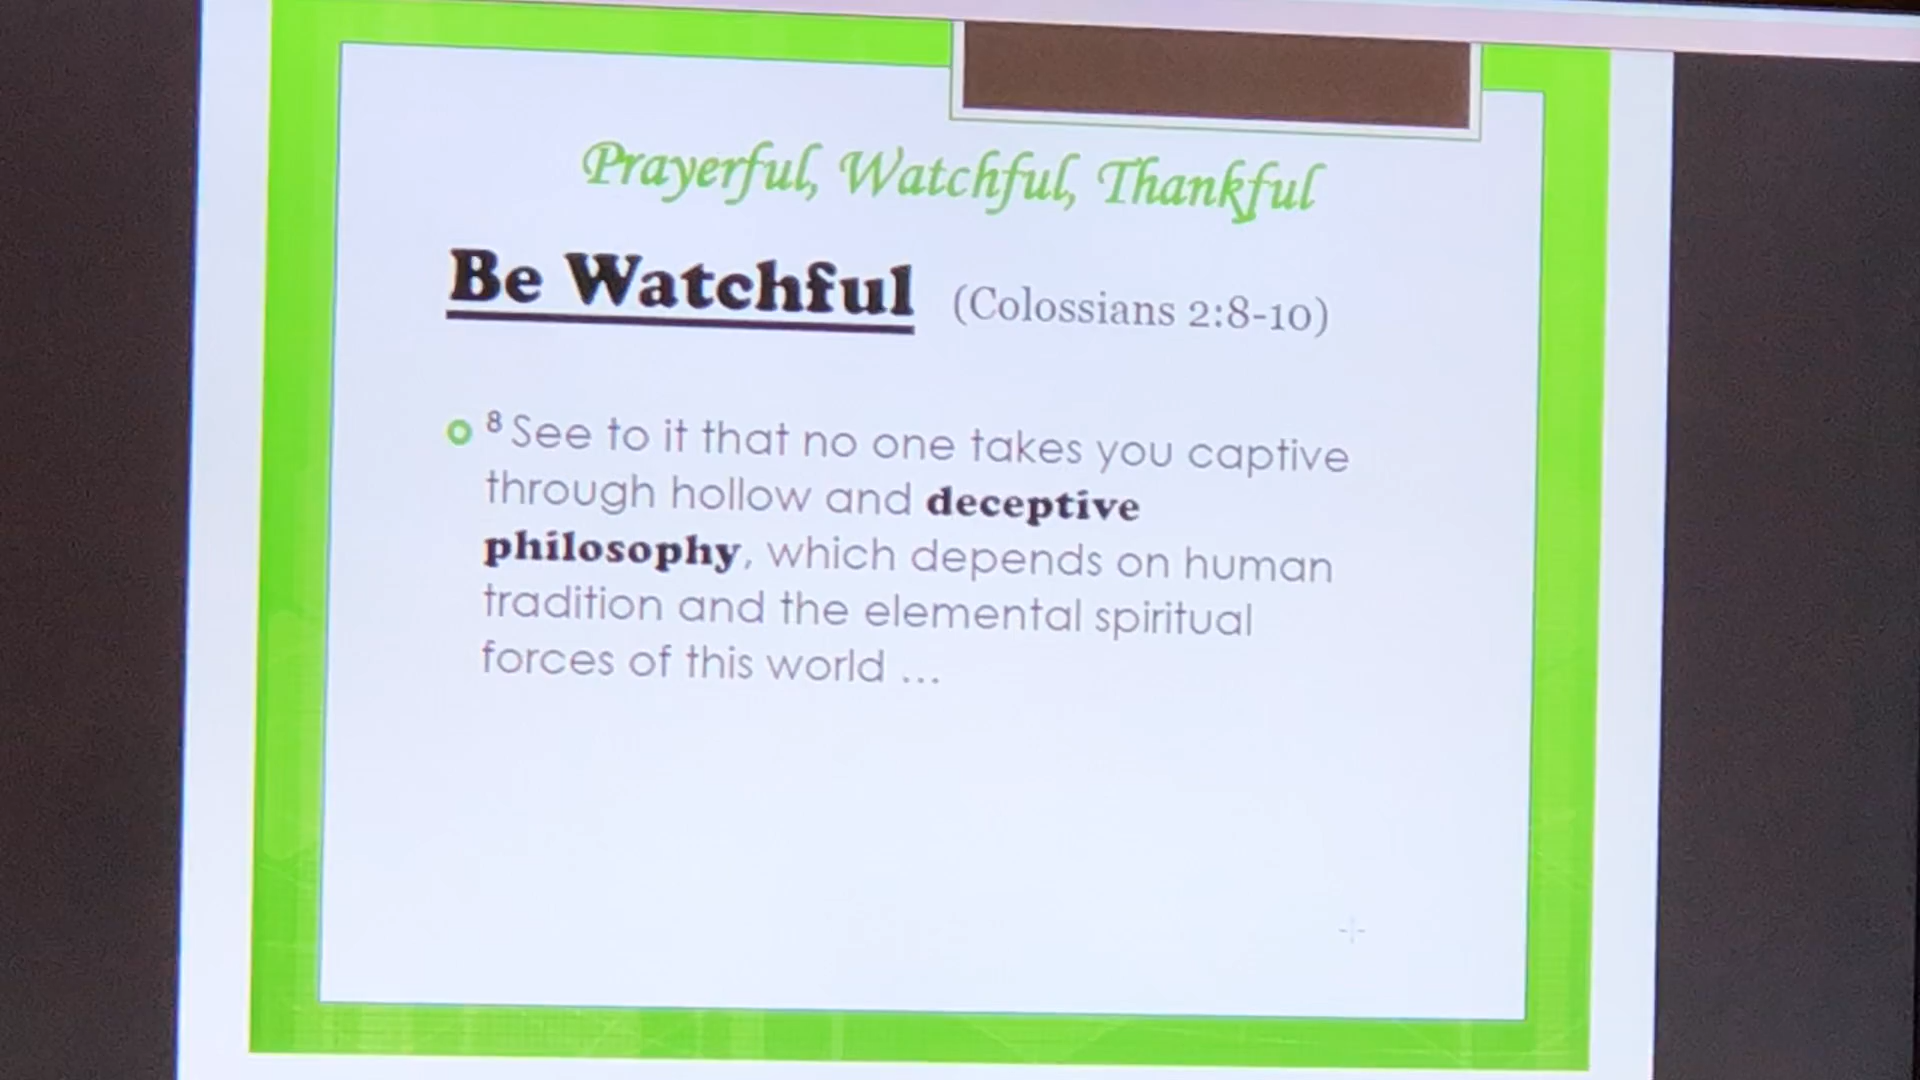 Prayerful, Watchful, Thankful
Be Watchful (Colossians 2:8-10)
8 See to it that no one takes you captive
through hollow and deceptive
philosophy, which depends on human
tradition and the elemental spiritual
forces of this world ...